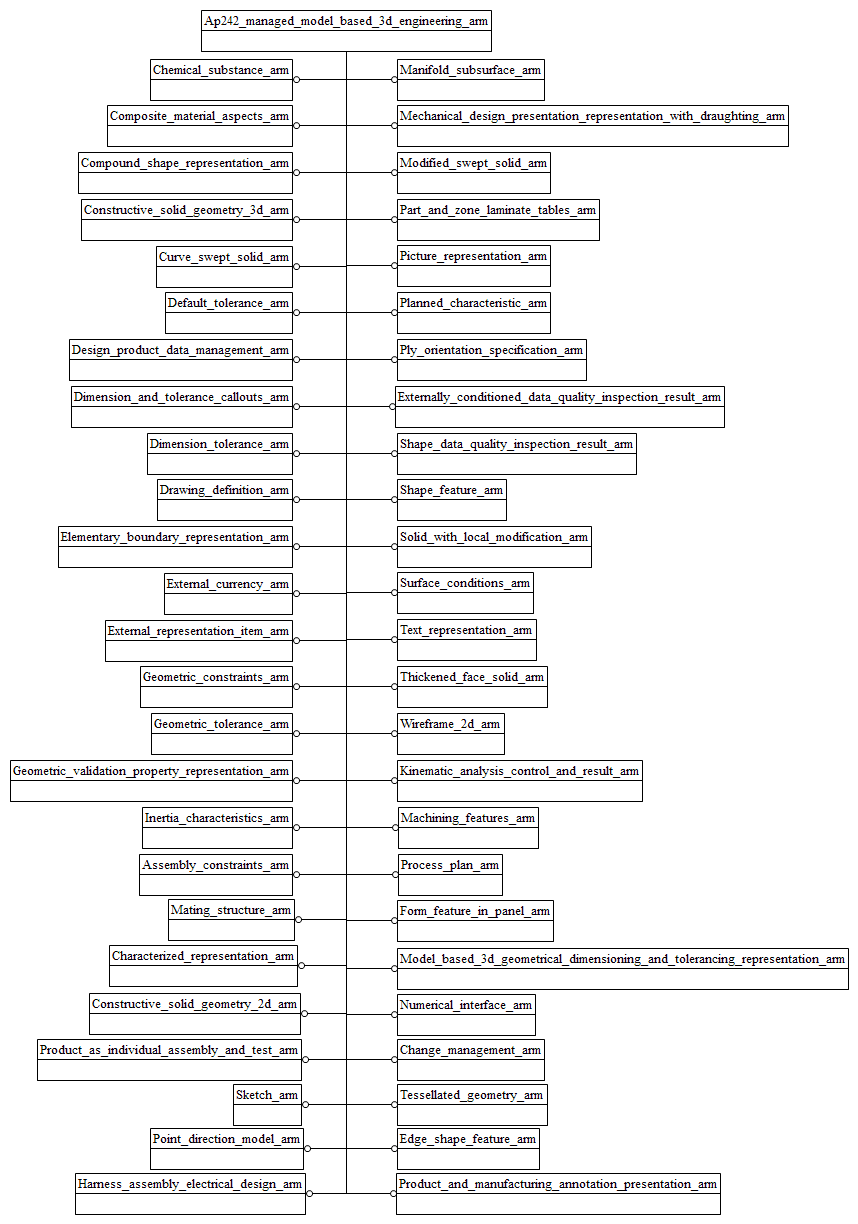 Ap242_managed_model_based_3d_engineering_arm
Chemical_substance_arm
Manifold_subsurface_arm
Composite_material_aspects_arm
Mechanical_design_presentation_representation_with_draughting_arm
Compound_shape_representation_arm
Modified_swept_solid_arm
Constructive_solid_geometry_3d_arm
Part_and_zone_laminate_tables_arm
Curve_swept_solid_arm
Picture_representation_arm
Default_tolerance_arm
Planned_characteristic_arm
Design_product_data_management_arm
Ply_orientation_specification_arm
Dimension_and_tolerance_callouts_arm
Externally_conditioned_data_quality_inspection_result_arm
Dimension_tolerance_arm
Shape_data_quality_inspection_result_arm
Drawing_definition_arm
Shape_feature_arm
Elementary_boundary_representation_arm
Solid_with_local_modification_arm
External_currency_arm
Surface_conditions_arm
External_representation_item_arm
Text_representation_arm
Geometric_constraints_arm
Thickened_face_solid_arm
Geometric_tolerance_arm
Wireframe_2d_arm
Geometric_validation_property_representation_arm
Kinematic_analysis_control_and_result_arm
Inertia_characteristics_arm
Machining_features_arm
Assembly_constraints_arm
Process_plan_arm
Mating_structure_arm
Form_feature_in_panel_arm
Characterized_representation_arm
Model_based_3d_geometrical_dimensioning_and_tolerancing_representation_arm
Constructive_solid_geometry_2d_arm
Numerical_interface_arm
Product_as_individual_assembly_and_test_arm
Change_management_arm
Sketch_arm
Tessellated_geometry_arm
Point_direction_model_arm
Edge_shape_feature_arm
Harness_assembly_electrical_design_arm
Product_and_manufacturing_annotation_presentation_arm